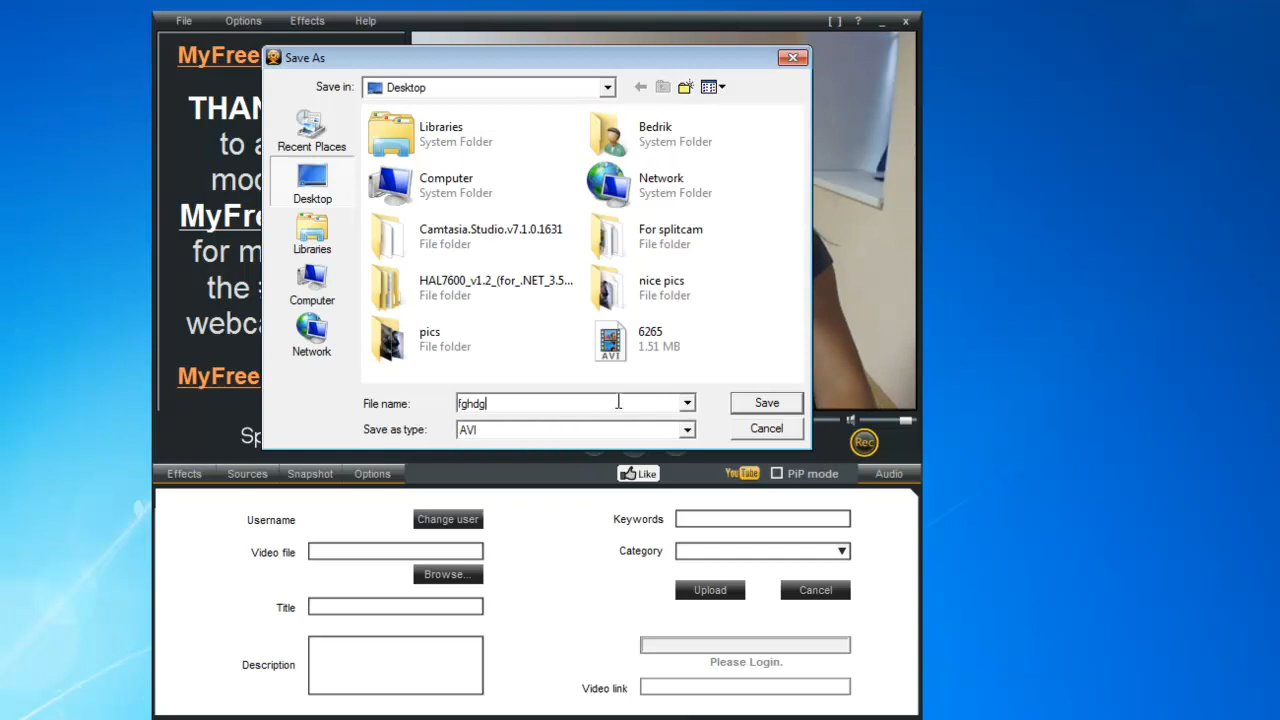 File Options Effects Help [ ] ? _ x
MyFree
THAN
to a
mod
MyFre
for m
the
webca
MyFree
Sp
Save As
Save in: Desktop
Recent Places
Desktop
Libraries
Computer
Network
Libraries
System Folder
Bedrik
System Folder
Computer
System Folder
Network
System Folder
Camtasia.Studio.v7.1.0.1631
File folder
For splitcam
File folder
HAL7600_v1.2_(for_.NET_3.5...
File folder
nice pics
File folder
pics
File folder
6265
1.51 MB
AVI
File name: fghdg
Save
Save as type: AVI
Cancel
Rec
Effects Sources Snapshot Options Like YouTube PiP mode Audio
Username Change user
Video file
Browse...
Title
Description
Keywords
Category
Upload Cancel
Please Login.
Video link